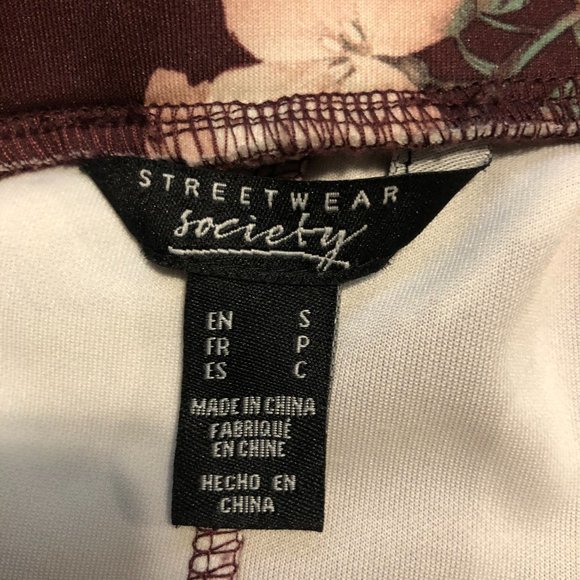 STREETWEAR
society
EN S
FR P
ES C
MADE IN CHINA
FABRIQUÉ
EN CHINE
HECHO EN
CHINA